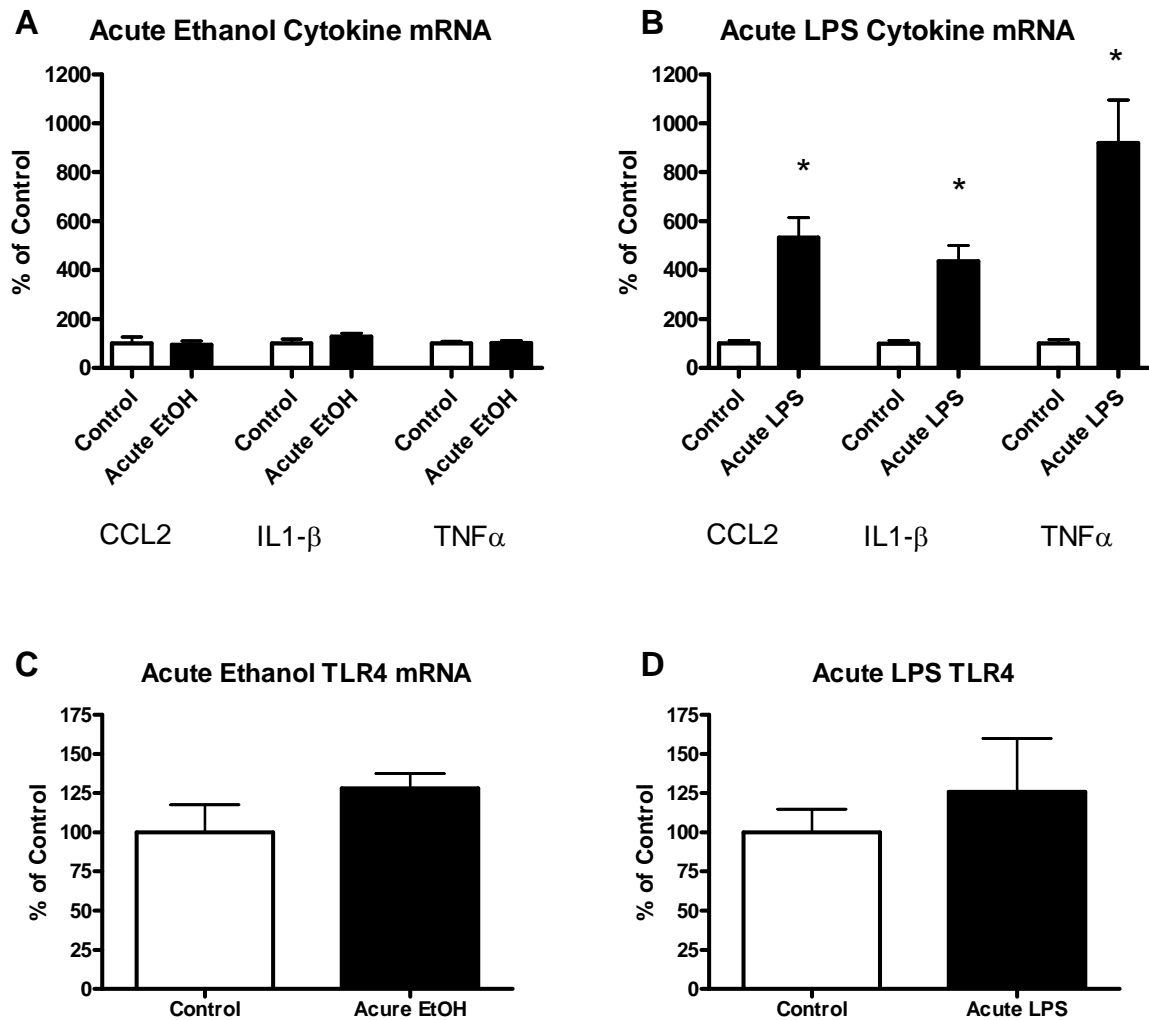 A
Acute Ethanol Cytokine mRNA
1200
1000
800
600
400
200
0
% of Control
Control
Acute EtOH
Control
Acute EtOH
Control
Acute EtOH
CCL2
IL1-β
TNFα
B
Acute LPS Cytokine mRNA
1200
1000
800
600
400
200
0
% of Control
*
*
*
Control
Acute LPS
Control
Acute LPS
Control
Acute LPS
CCL2
IL1-β
TNFα
C
Acute Ethanol TLR4 mRNA
175
150
125
100
75
50
25
0
% of Control
Control
Acure EtOH
D
Acute LPS TLR4
175
150
125
100
75
50
25
0
% of Control
Control
Acute LPS